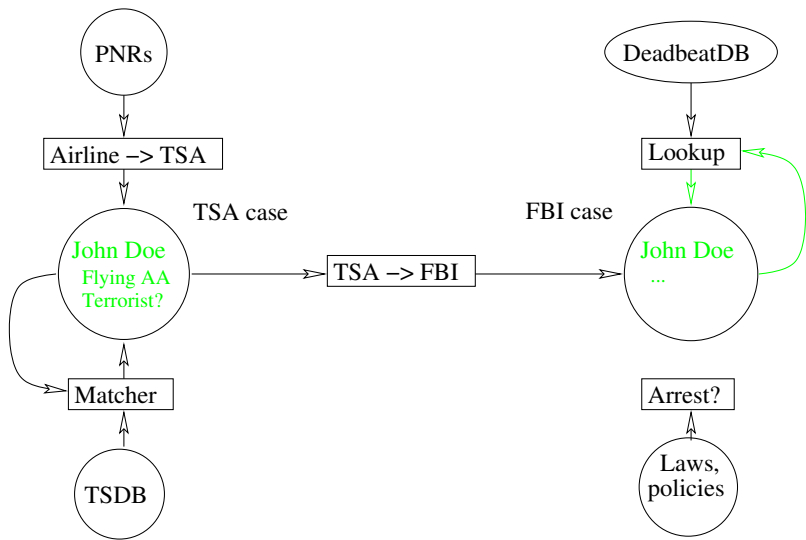 PNRs
DeadbeatDB
Airline −> TSA
Lookup
TSA case
FBI case
John Doe
Flying AA
Terrorist?
TSA −> FBI
John Doe
...
Matcher
Arrest?
TSDB
Laws,
policies